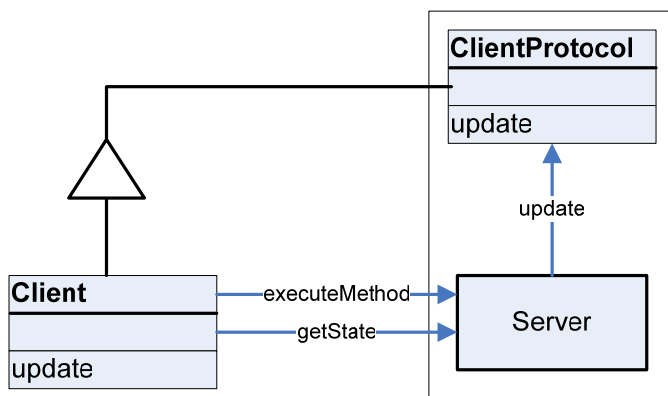 ClientProtocol
update
update
Client
executeMethod
getState
Server
update